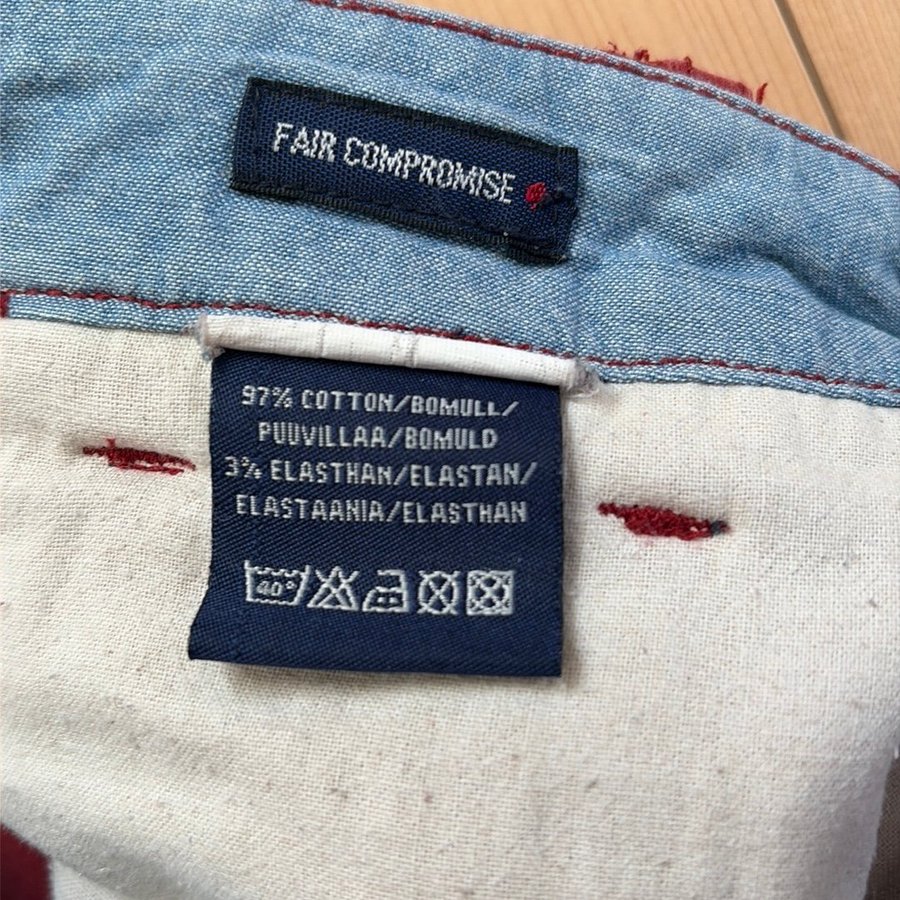 FAIR COMPROMISE
97% COTTON/BOMULL/
PUUVILLAA/BOMULD
3% ELASTHAN/ELASTAN/
ELASTAANIA/ELASTHAN
40°